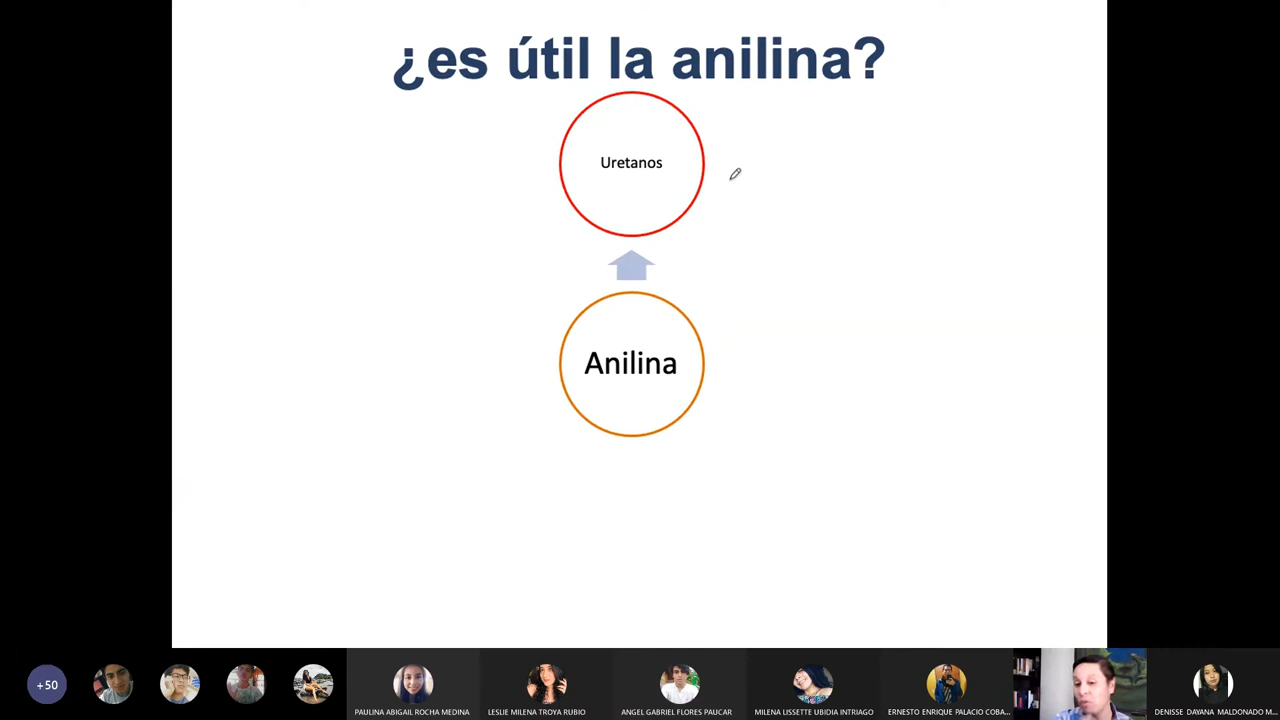 ¿es útil la anilina?
Uretanos
Anilina
+50
PAULINA ABIGAIL ROCHA MEDINA
LESLIE MILENA TROYA RUBIO
ANGEL GABRIEL FLORES PAUCAR
MILENA LISSETTE UBIDIA INTRIAGO
ERNESTO ENRIQUE PALACIO COBA...
DENISSE DAYANA MALDONADO M...